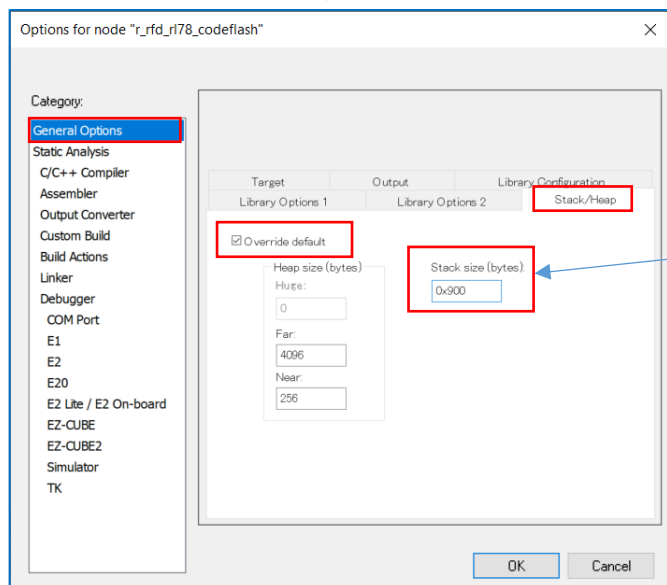 Options for node "r_rfd_rl78_codeflash"
Category:
General Options
Static Analysis
C/C++ Compiler
Assembler
Output Converter
Custom Build
Build Actions
Linker
Debugger
COM Port
E1
E2
E20
E2 Lite / E2 On-board
EZ-CUBE
EZ-CUBE2
Simulator
TK
Target Output Library Configuration
Library Options 1 Library Options 2 Stack/Heap
Override default
Heap size (bytes)
Huge:
0
Far:
4096
Near:
256
Stack size (bytes):
0x900
OK Cancel